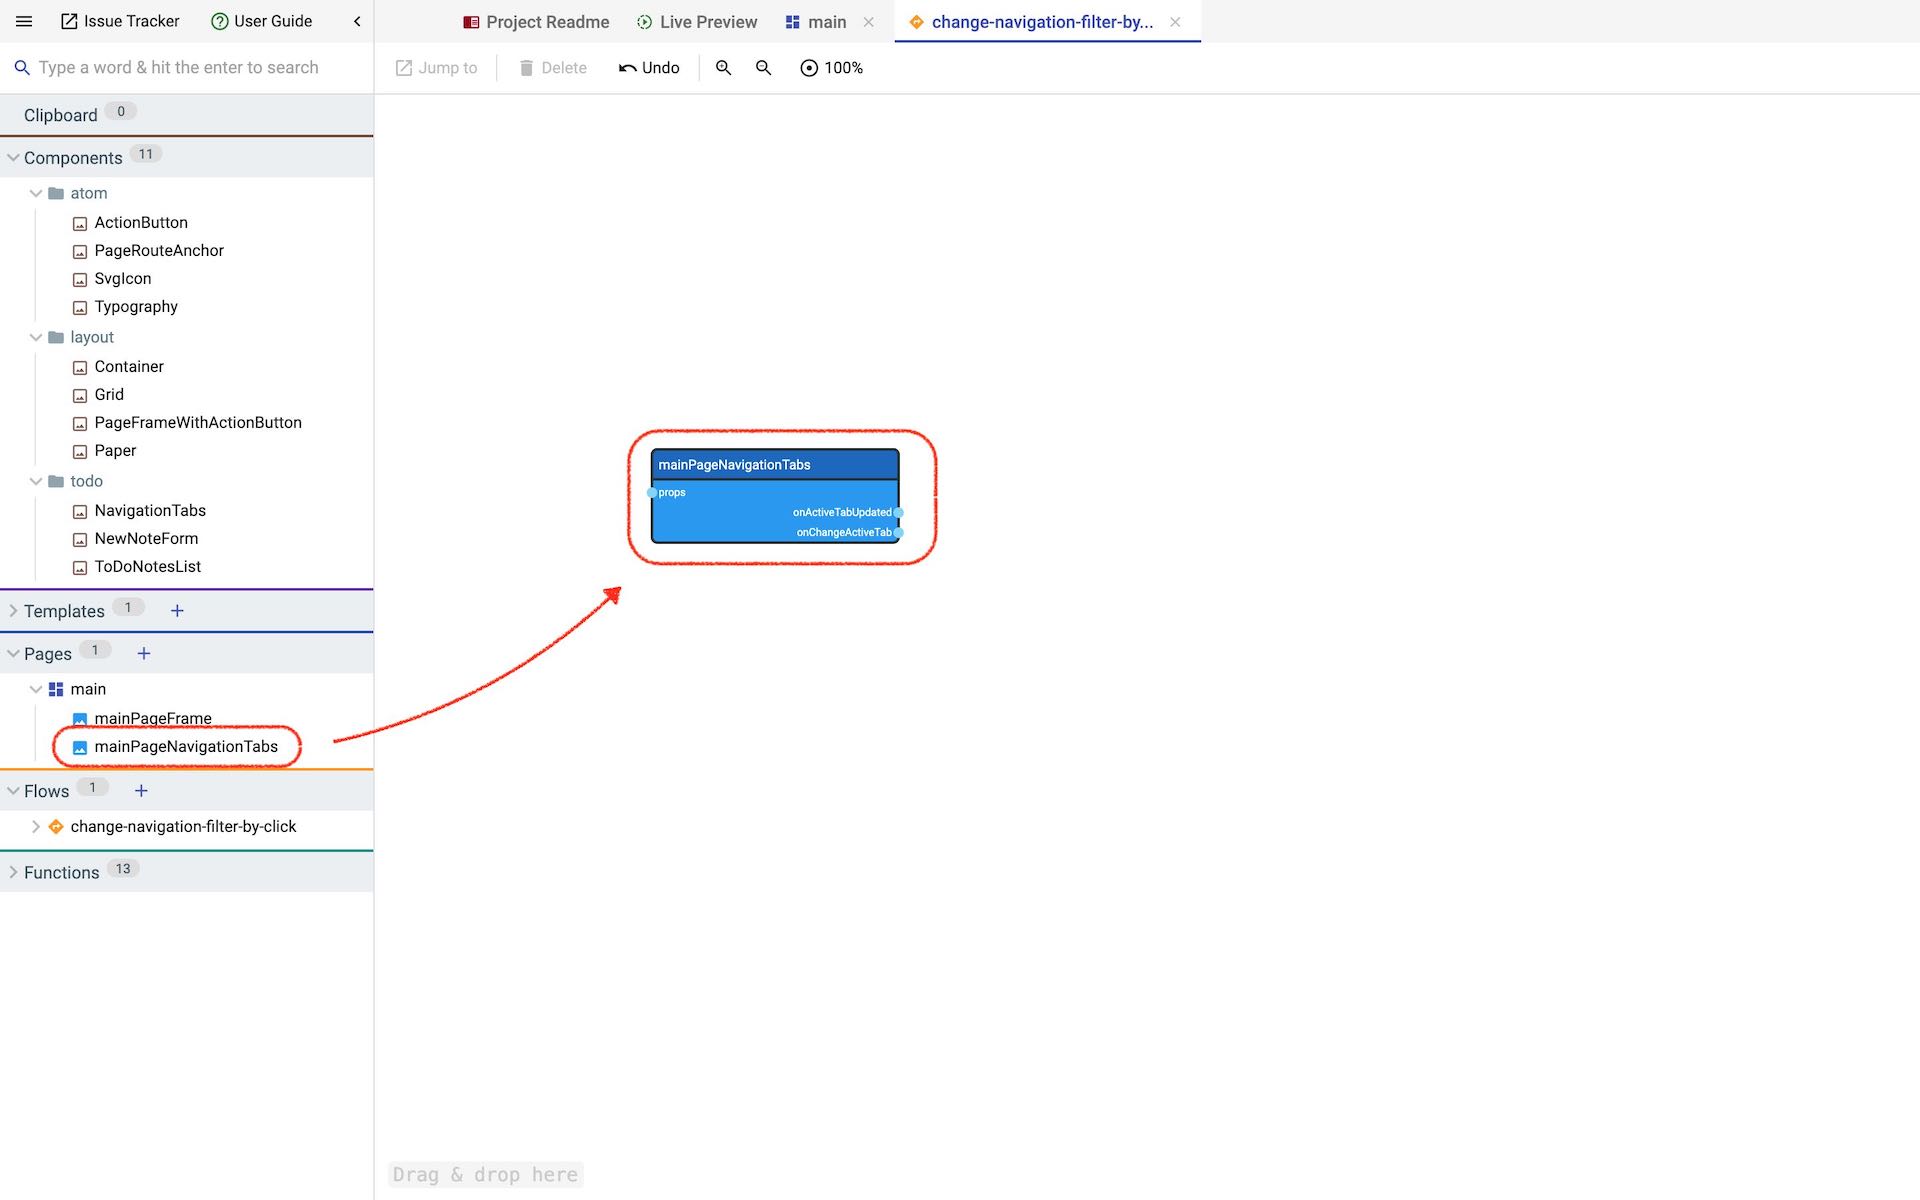 Issue Tracker User Guide Project Readme Live Preview main change-navigation-filter-by...
Type a word & hit the enter to search Jump to Delete Undo 100%
Clipboard 0
Components 11
atom
ActionButton
PageRouteAnchor
SvgIcon
Typography
layout
Container
Grid
PageFrameWithActionButton
Paper
todo
NavigationTabs
NewNoteForm
ToDoNotesList
Templates 1 +
Pages 1 +
main
mainPageFrame
mainPageNavigationTabs
Flows 1 +
change-navigation-filter-by-click
Functions 13
mainPageNavigationTabs
props
onActiveTabUpdated
onChangeActiveTab
Drag & drop here